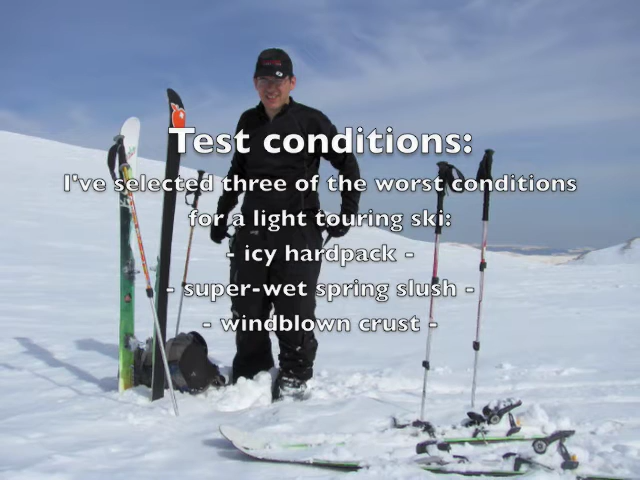 Test conditions:
I've selected three of the worst conditions
for a light touring ski:
- icy hardpack -
- super-wet spring slush -
- windblown crust -